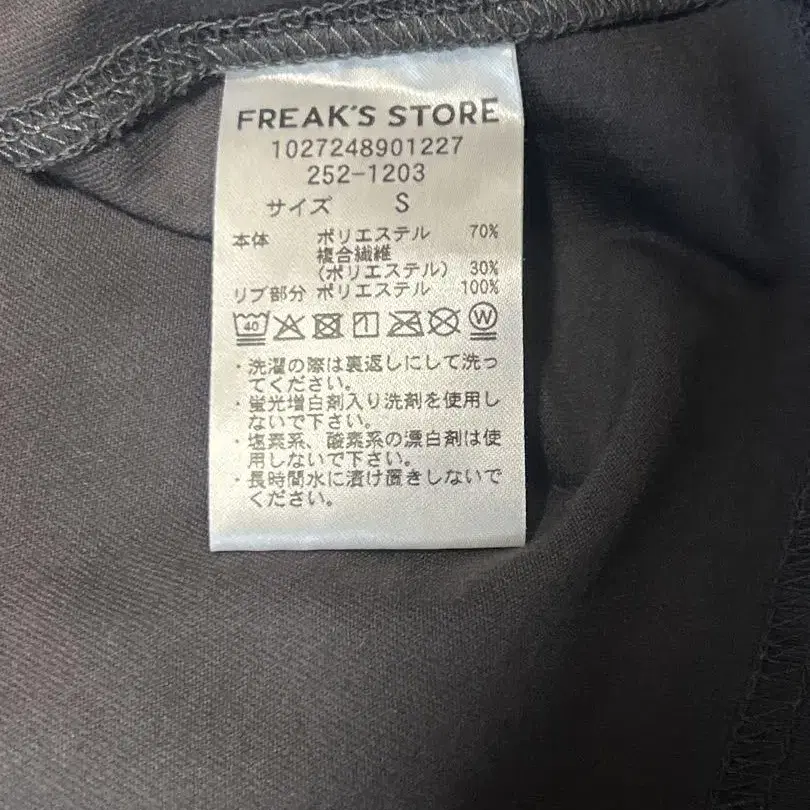 FREAK'S STORE
1027248901227
252-1203
サイズ S
本体 ポリエステル 70%
複合繊維
(ポリエステル) 30%
リブ部分 ポリエステル 100%
40 W
・洗濯の際は裏返しにして洗っ
てください。
・蛍光増白剤入り洗剤を使用し
ないで下さい。
・塩素系、酸素系の漂白剤は使
用しないで下さい。
・長時間水に漬け置きしないで
ください。